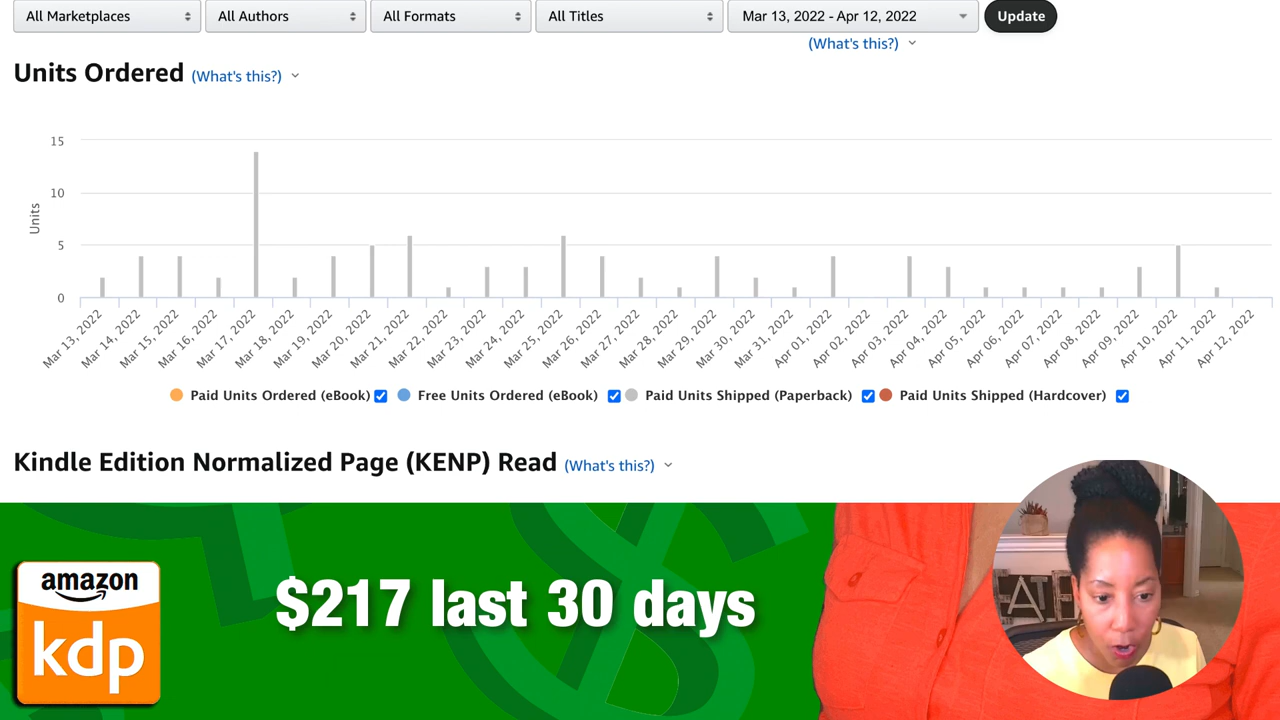 All Marketplaces All Authors All Formats All Titles Mar 13, 2022 - Apr 12, 2022 Update
(What's this?)
Units Ordered (What's this?)
15
10
5
0
Units
Mar 13, 2022
Mar 14, 2022
Mar 15, 2022
Mar 16, 2022
Mar 17, 2022
Mar 18, 2022
Mar 19, 2022
Mar 20, 2022
Mar 21, 2022
Mar 22, 2022
Mar 23, 2022
Mar 24, 2022
Mar 25, 2022
Mar 26, 2022
Mar 27, 2022
Mar 28, 2022
Mar 29, 2022
Mar 30, 2022
Mar 31, 2022
Apr 01, 2022
Apr 02, 2022
Apr 03, 2022
Apr 04, 2022
Apr 05, 2022
Apr 06, 2022
Apr 07, 2022
Apr 08, 2022
Apr 09, 2022
Apr 10, 2022
Apr 11, 2022
Apr 12, 2022
Paid Units Ordered (eBook) Free Units Ordered (eBook) Paid Units Shipped (Paperback) Paid Units Shipped (Hardcover)
Kindle Edition Normalized Page (KENP) Read (What's this?)
amazon
kdp
$217 last 30 days